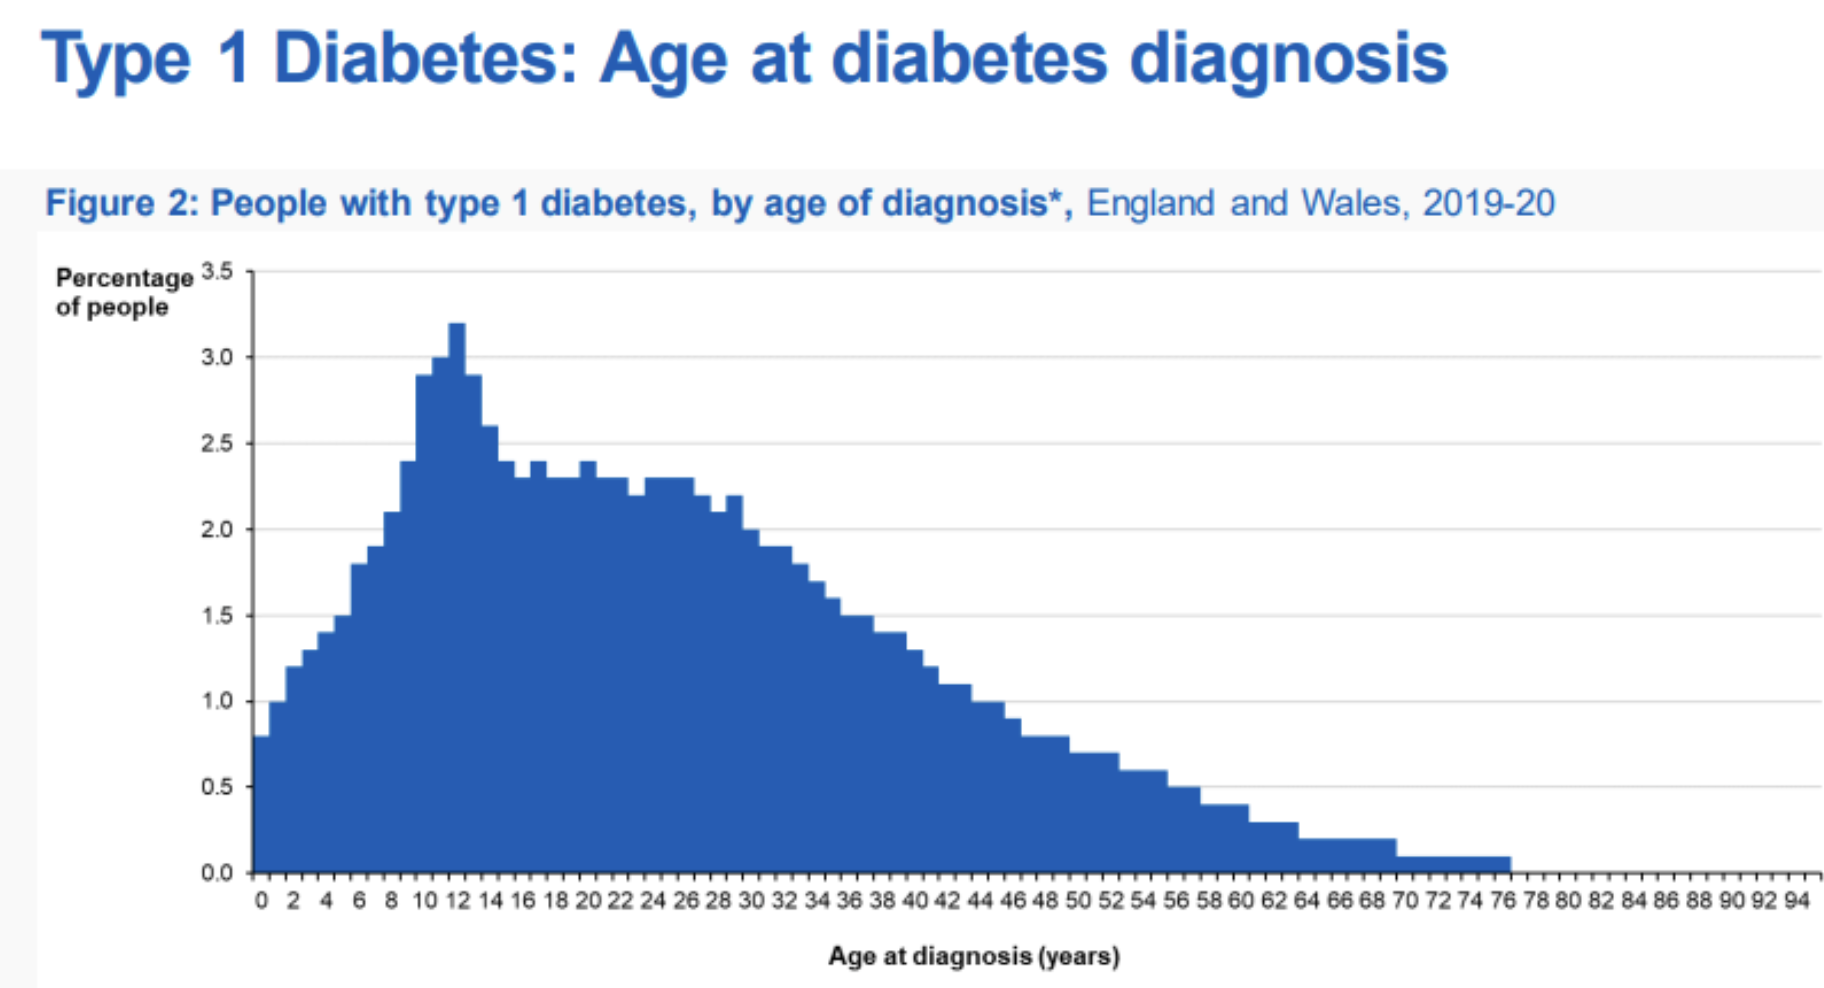 Type 1 Diabetes: Age at diabetes diagnosis
Figure 2: People with type 1 diabetes, by age of diagnosis*, England and Wales, 2019-20
Percentage
of people
3.5
3.0
2.5
2.0
1.5
1.0
0.5
0.0
0 2 4 6 8 10 12 14 16 18 20 22 24 26 28 30 32 34 36 38 40 42 44 46 48 50 52 54 56 58 60 62 64 66 68 70 72 74 76 78 80 82 84 86 88 90 92 94
Age at diagnosis (years)